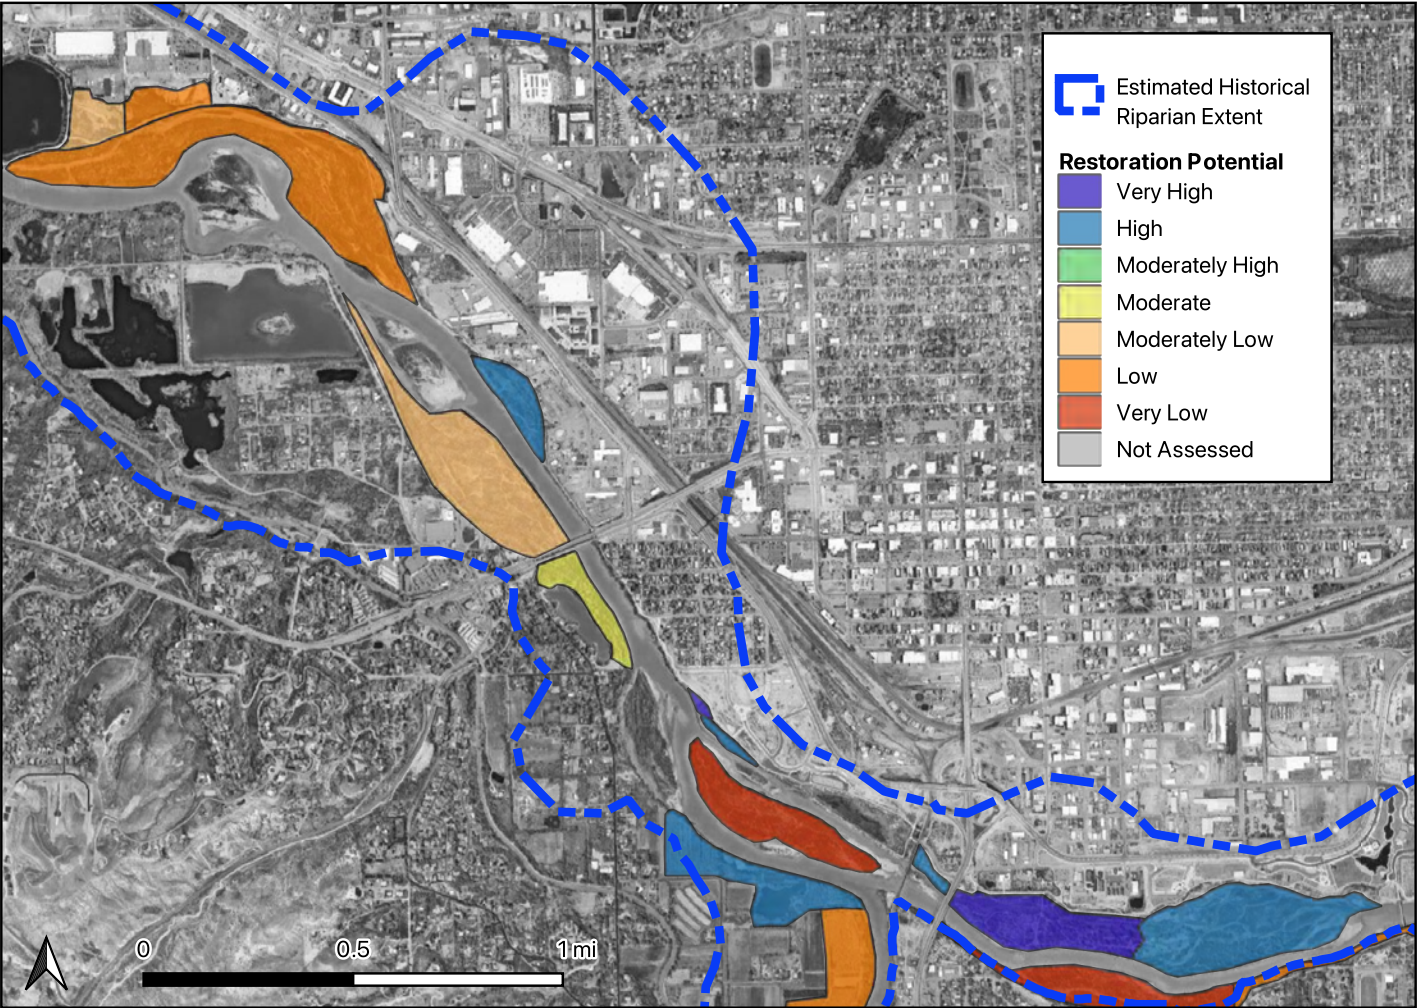 Estimated Historical
Riparian Extent
Restoration Potential
Very High
High
Moderately High
Moderate
Moderately Low
Low
Very Low
Not Assessed
0 0.5 1 mi